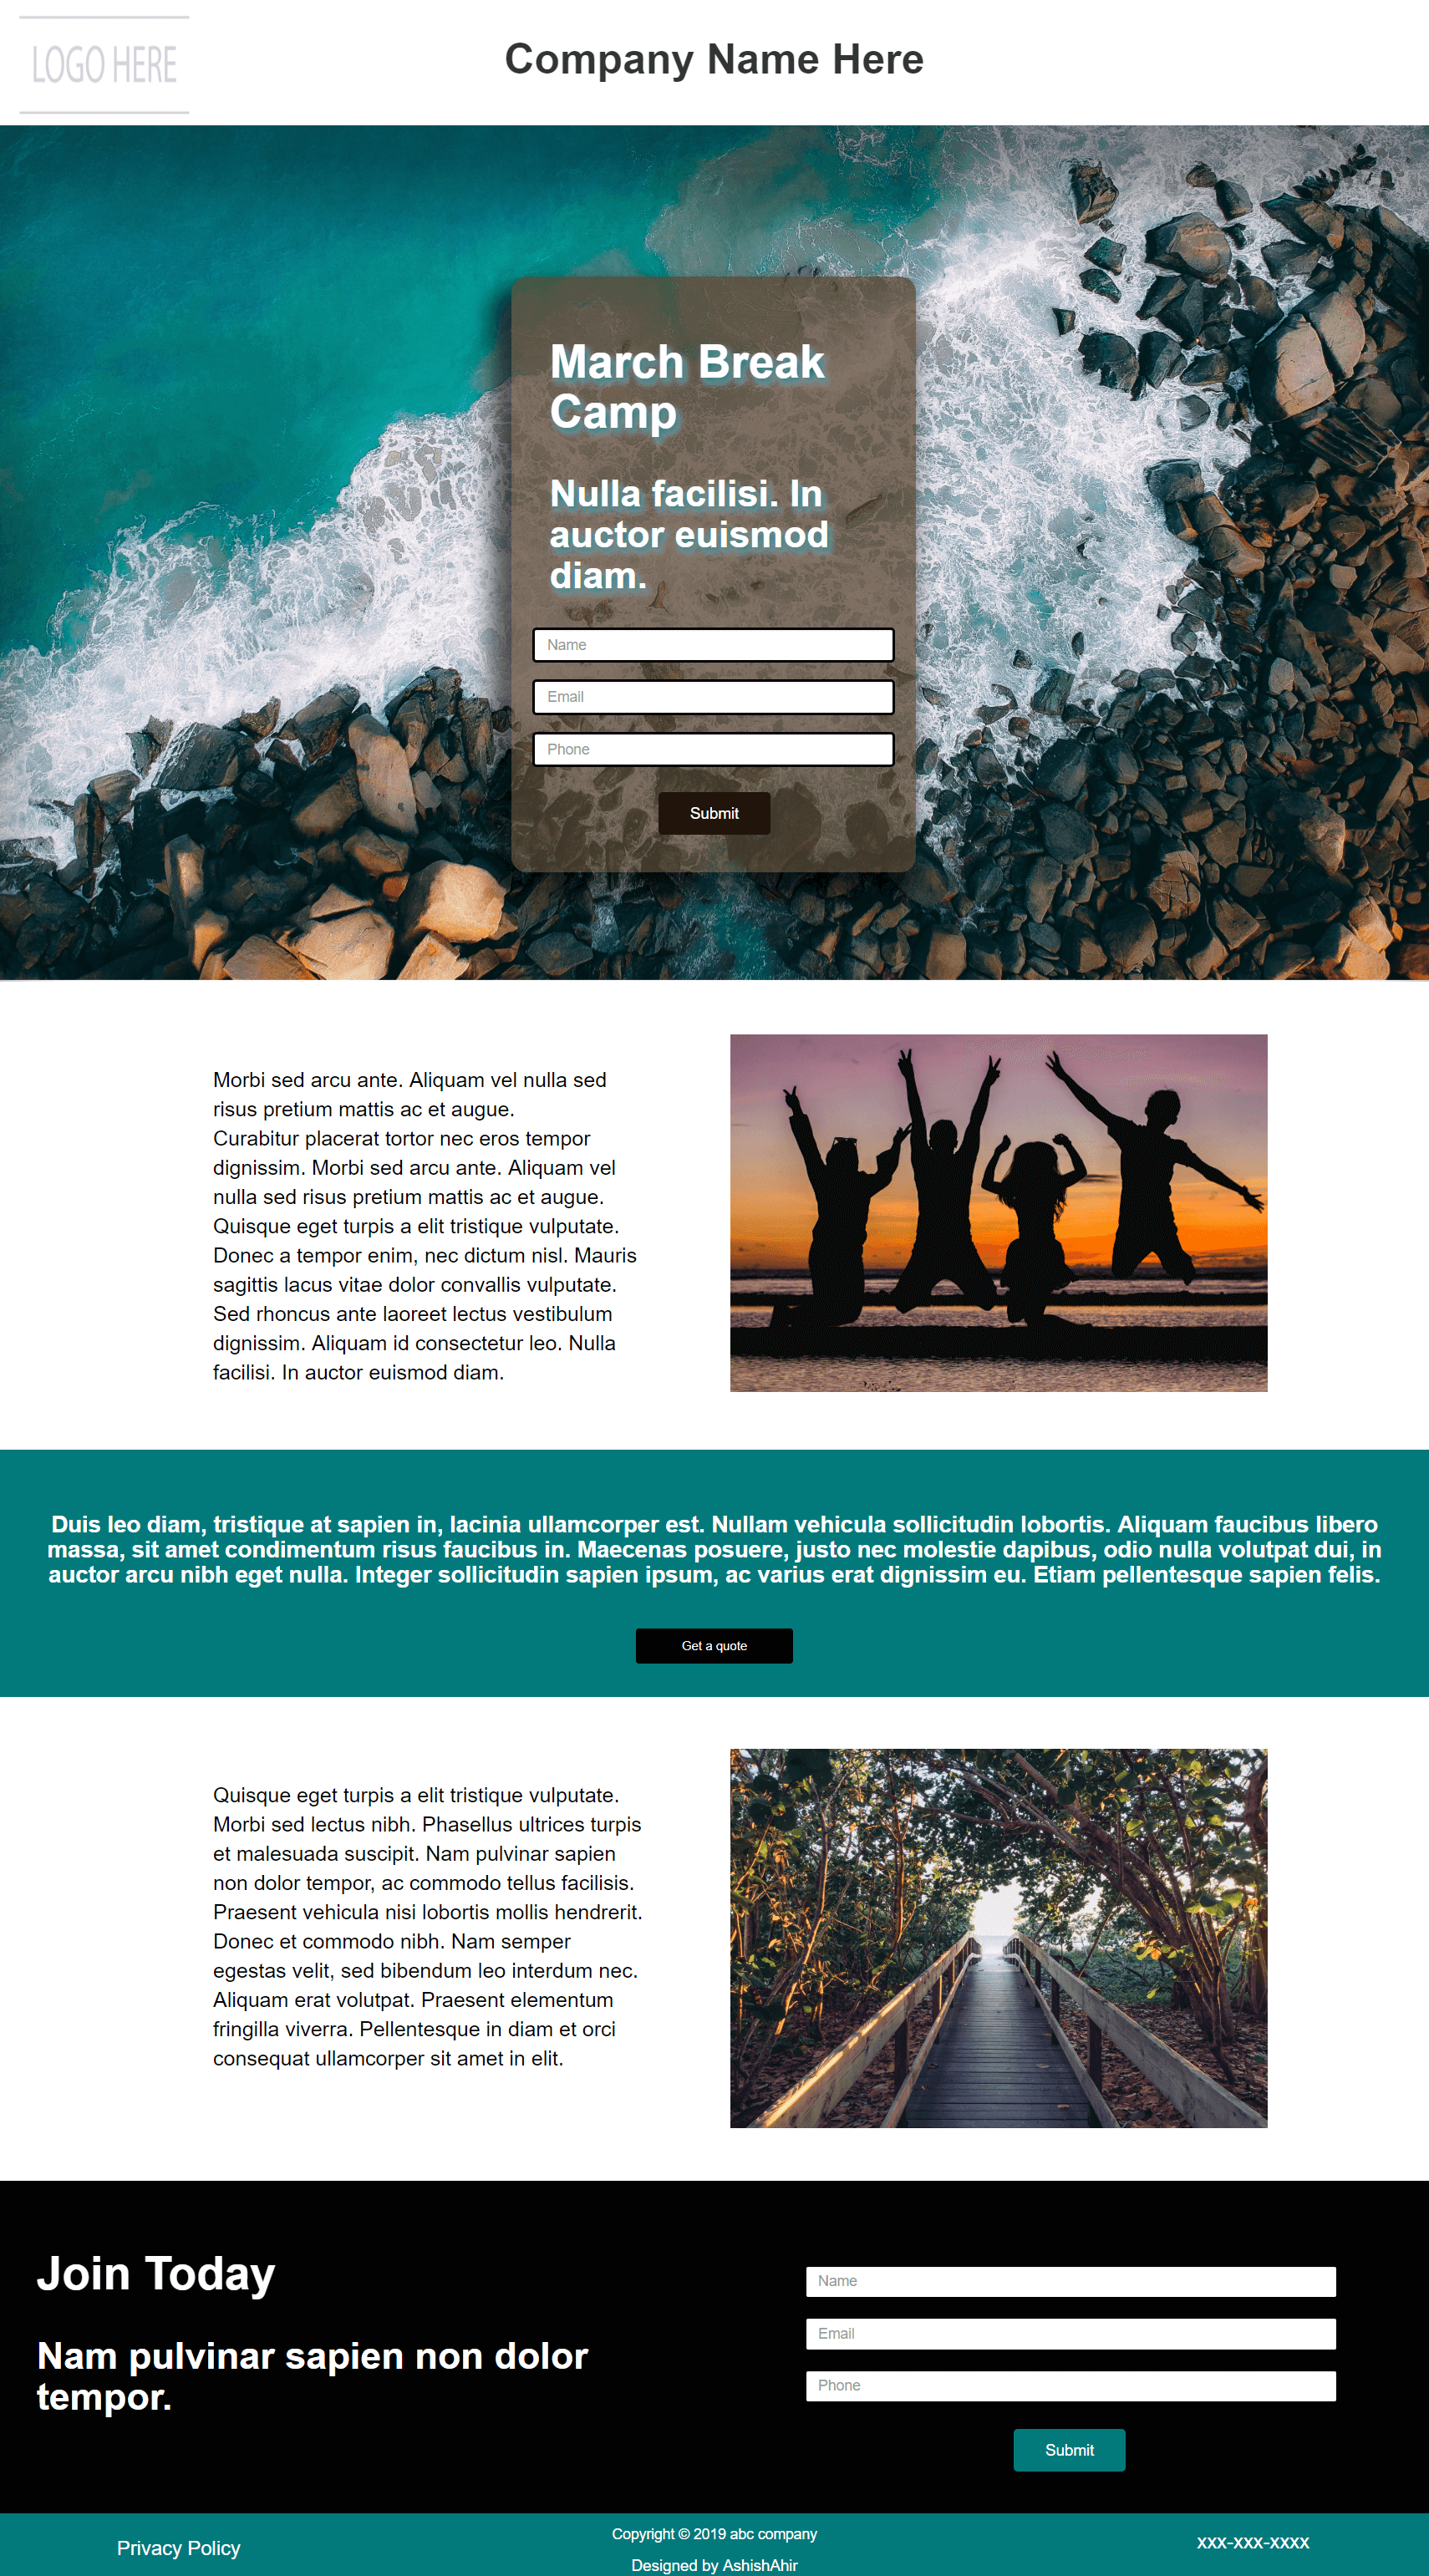 LOGO HERE
Company Name Here
March Break
Camp
Nulla facilisi. In
auctor euismod
diam.
Name
Email
Phone
Submit
Morbi sed arcu ante. Aliquam vel nulla sed
risus pretium mattis ac et augue.
Curabitur placerat tortor nec eros tempor
dignissim. Morbi sed arcu ante. Aliquam vel
nulla sed risus pretium mattis ac et augue.
Quisque eget turpis a elit tristique vulputate.
Donec a tempor enim, nec dictum nisl. Mauris
sagittis lacus vitae dolor convallis vulputate.
Sed rhoncus ante laoreet lectus vestibulum
dignissim. Aliquam id consectetur leo. Nulla
facilisi. In auctor euismod diam.
Duis leo diam, tristique at sapien in, lacinia ullamcorper est. Nullam vehicula sollicitudin lobortis. Aliquam faucibus libero
massa, sit amet condimentum risus faucibus in. Maecenas posuere, justo nec molestie dapibus, odio nulla volutpat dui, in
auctor arcu nibh eget nulla. Integer sollicitudin sapien ipsum, ac varius erat dignissim eu. Etiam pellentesque sapien felis.
Get a quote
Quisque eget turpis a elit tristique vulputate.
Morbi sed lectus nibh. Phasellus ultrices turpis
et malesuada suscipit. Nam pulvinar sapien
non dolor tempor, ac commodo tellus facilisis.
Praesent vehicula nisi lobortis mollis hendrerit.
Donec et commodo nibh. Nam semper
egestas velit, sed bibendum leo interdum nec.
Aliquam erat volutpat. Praesent elementum
fringilla viverra. Pellentesque in diam et orci
consequat ullamcorper sit amet in elit.
Join Today
Nam pulvinar sapien non dolor
tempor.
Name
Email
Phone
Submit
Privacy Policy
Copyright © 2019 abc company
Designed by AshishAhir
xxx-xxx-xxxx